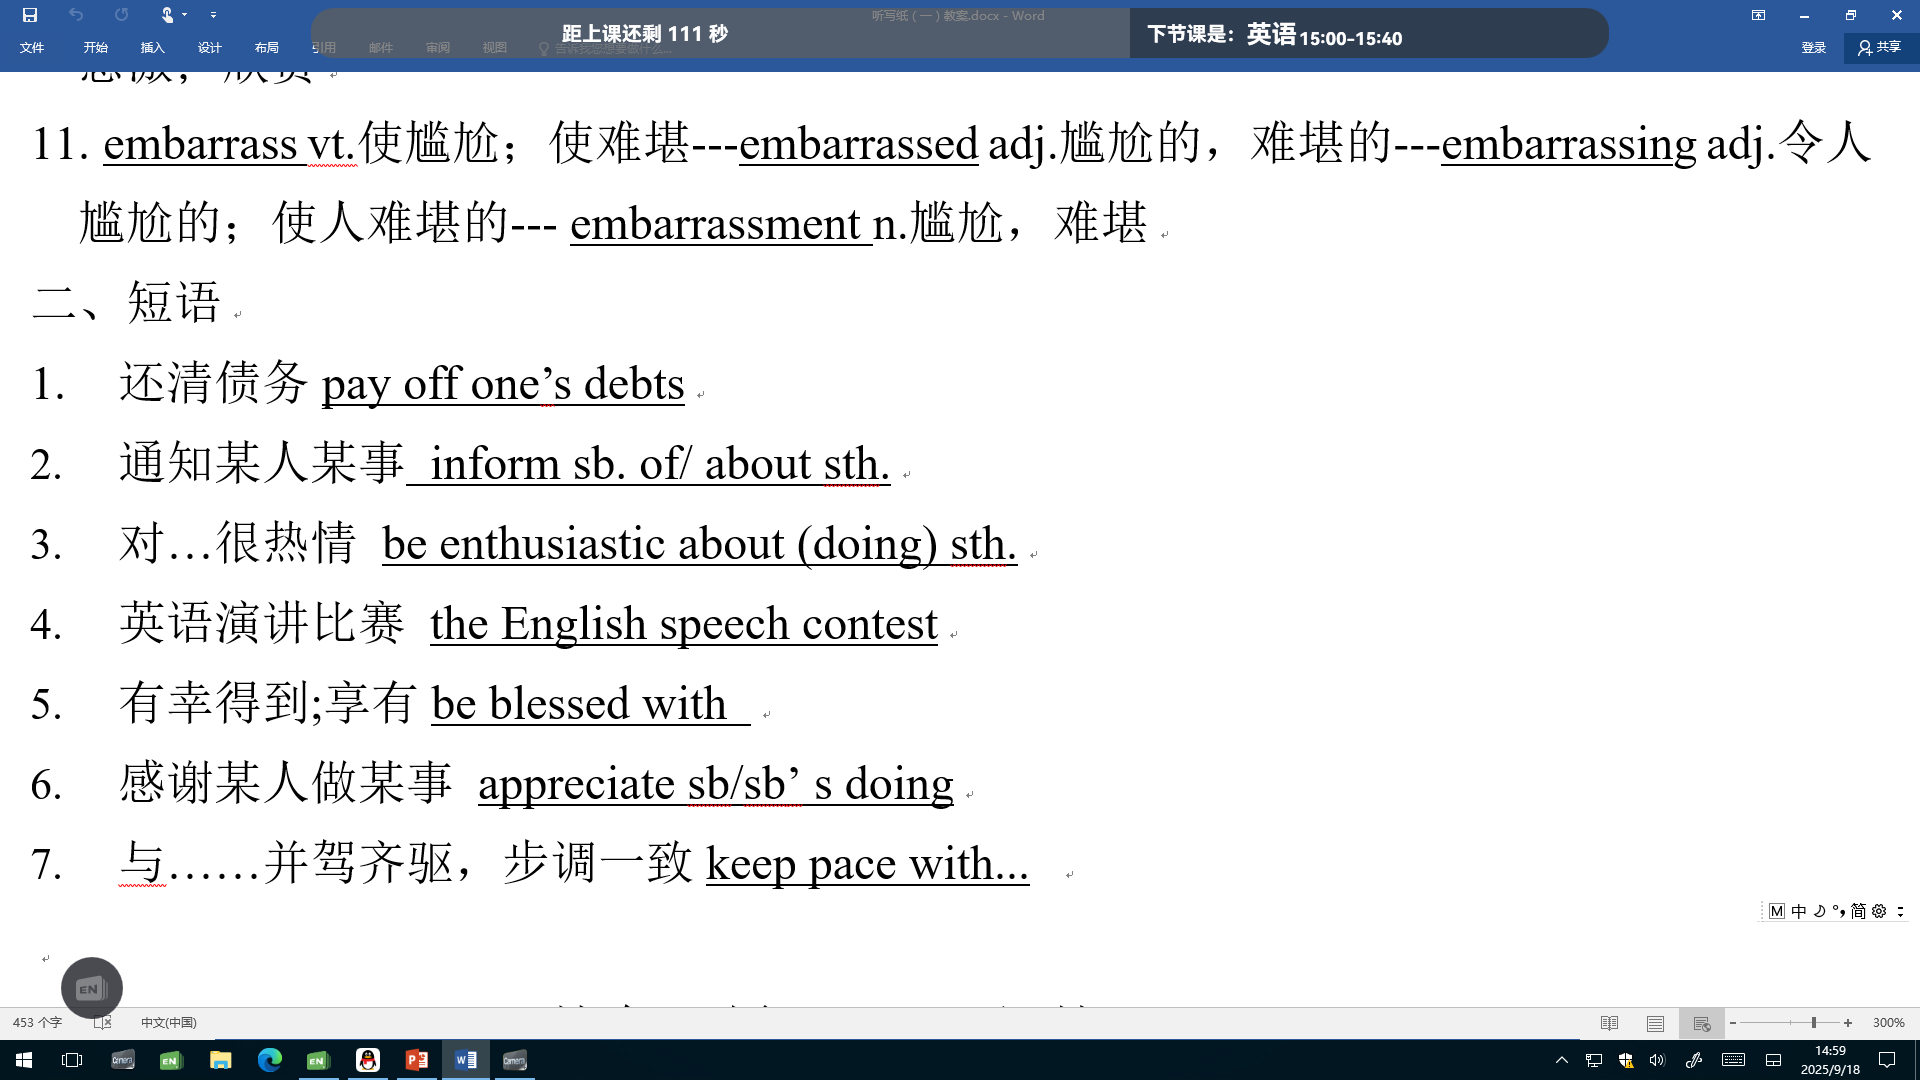 听写纸（一）教案.docx - Word
距上课还剩 111 秒
下节课是：英语 15:00-15:40
文件 开始 插入 设计 布局 引用 邮件 审阅 视图 告诉我您想要做什么... 登录 共享
感激；欣赏
11. embarrass vt.使尴尬；使难堪---embarrassed adj.尴尬的，难堪的---embarrassing adj.令人
尴尬的；使人难堪的--- embarrassment n.尴尬，难堪
二、短语
1. 还清债务 pay off one’s debts
2. 通知某人某事 inform sb. of/ about sth.
3. 对…很热情 be enthusiastic about (doing) sth.
4. 英语演讲比赛 the English speech contest
5. 有幸得到;享有 be blessed with
6. 感谢某人做某事 appreciate sb/sb’ s doing
7. 与……并驾齐驱，步调一致 keep pace with...
M 中 简
EN
453 个字 中文(中国) 300%
Camera EN EN Camera
14:59
2025/9/18